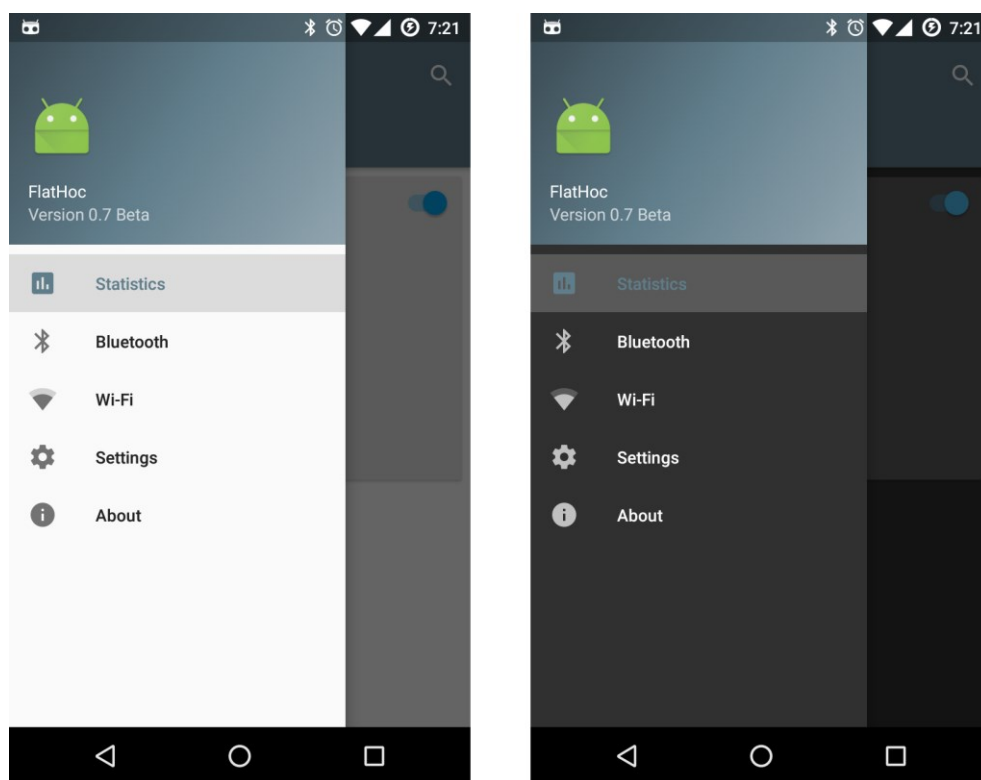 7:21
FlatHoc
Version 0.7 Beta
Statistics
Bluetooth
Wi-Fi
Settings
About
7:21
FlatHoc
Version 0.7 Beta
Statistics
Bluetooth
Wi-Fi
Settings
About